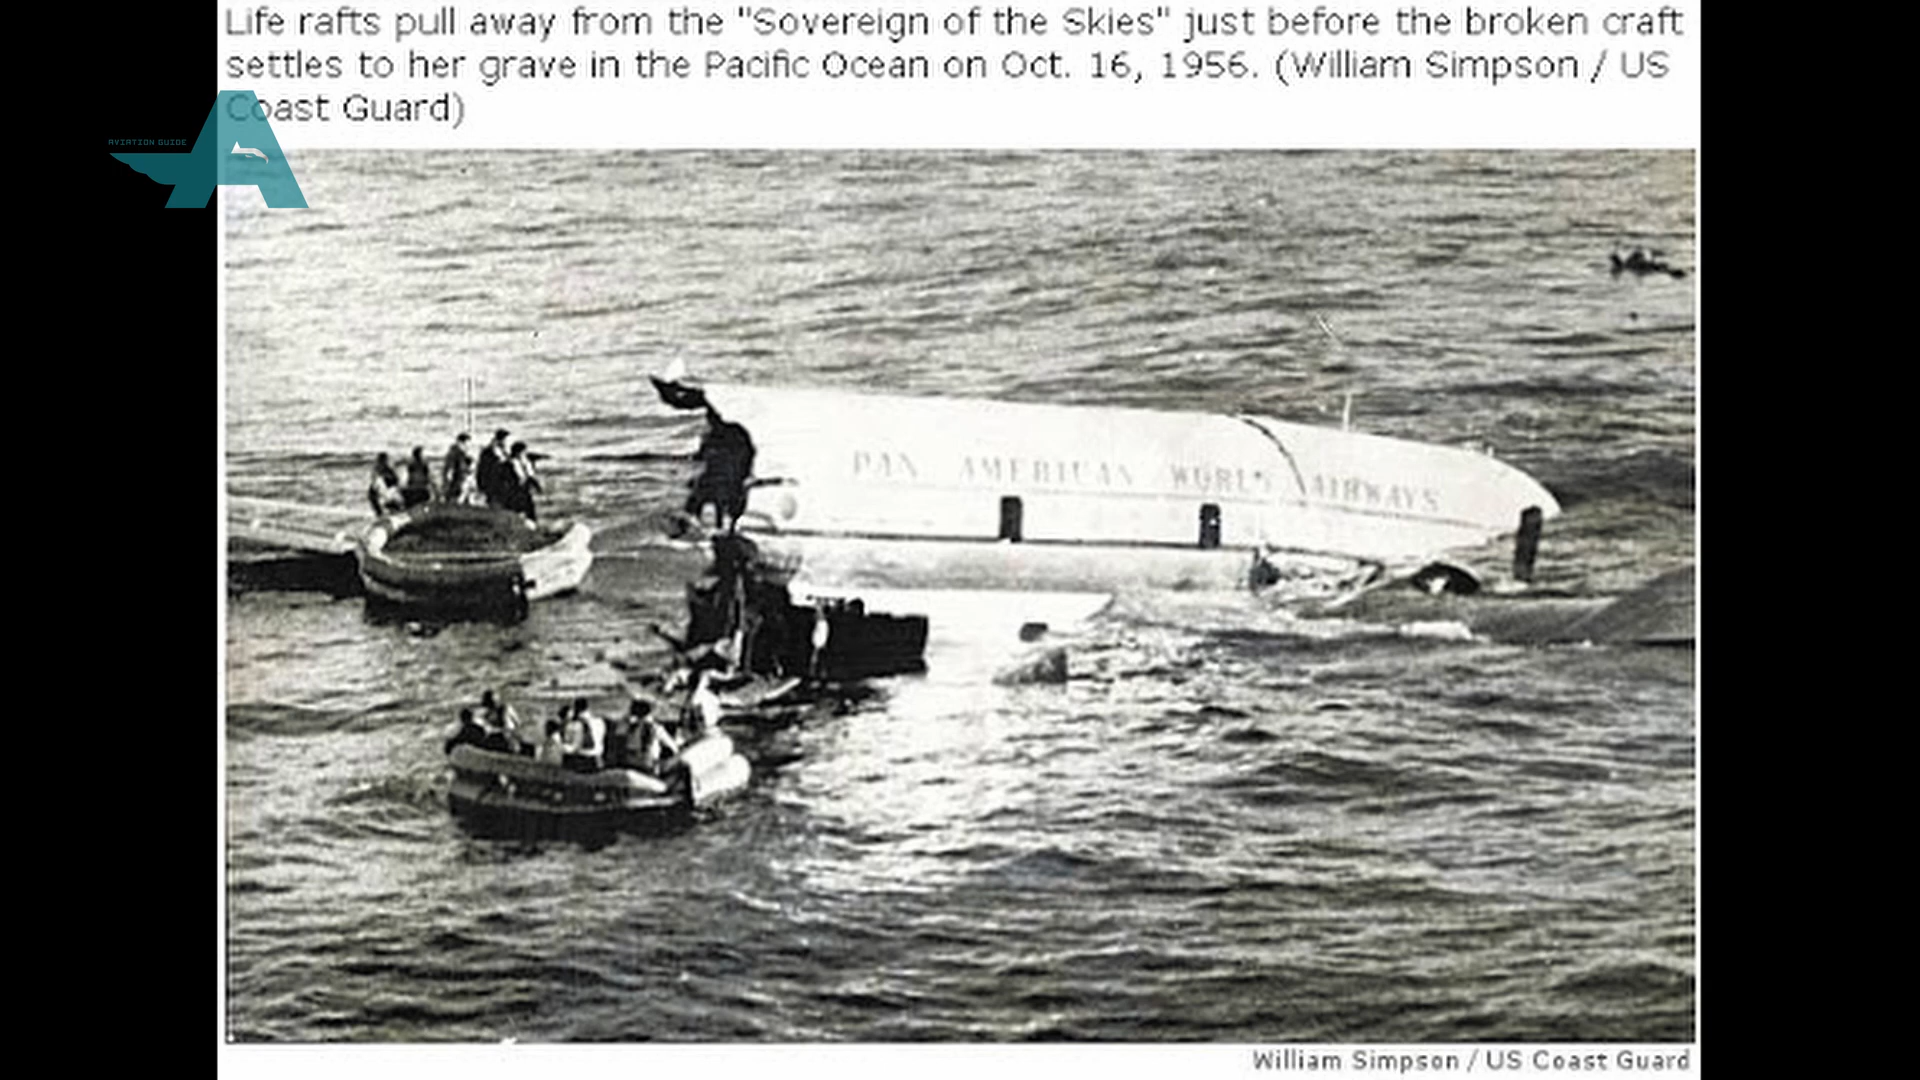 Life rafts pull away from the "Sovereign of the Skies" just before the broken craft
settles to her grave in the Pacific Ocean on Oct. 16, 1956. (William Simpson / US
Coast Guard)
AVIATION GUIDE
PAN AMERICAN WORLD AIRWAYS
William Simpson / US Coast Guard